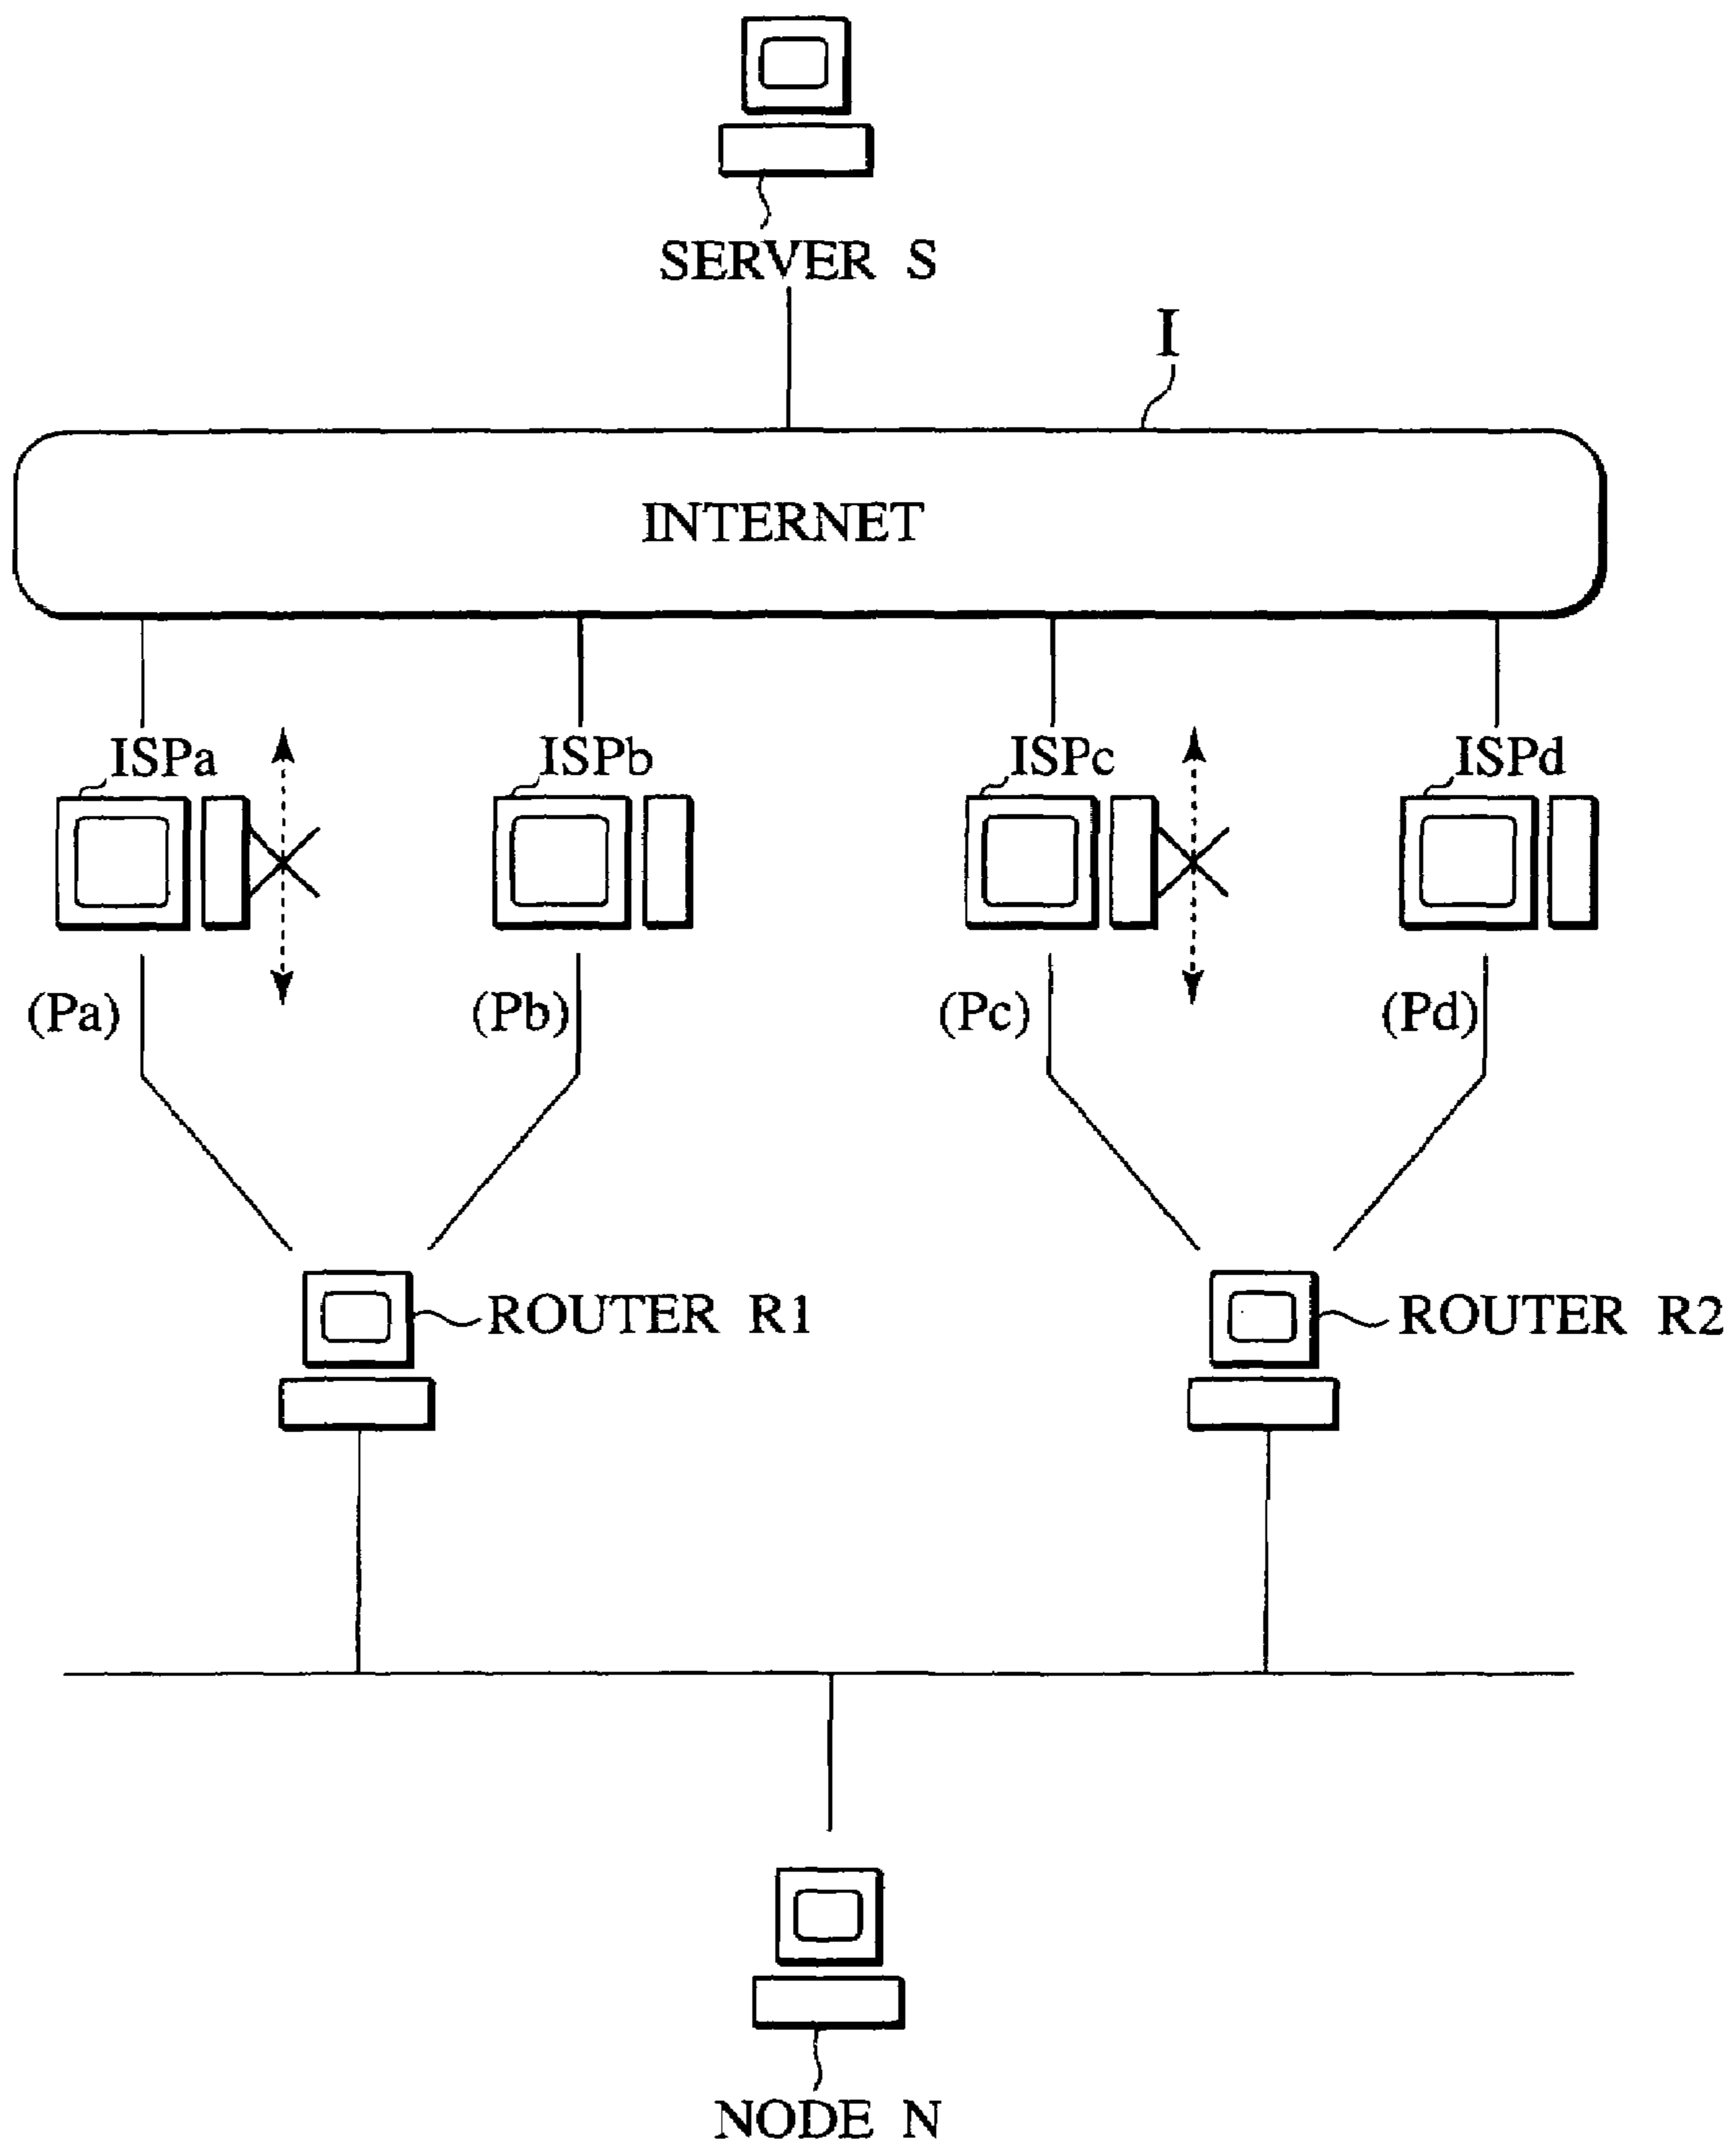 SERVER S
I
INTERNET
ISPa
ISPb
ISPc
ISPd
(Pa)
(Pb)
(Pc)
(Pd)
ROUTER R1
ROUTER R2
NODE N